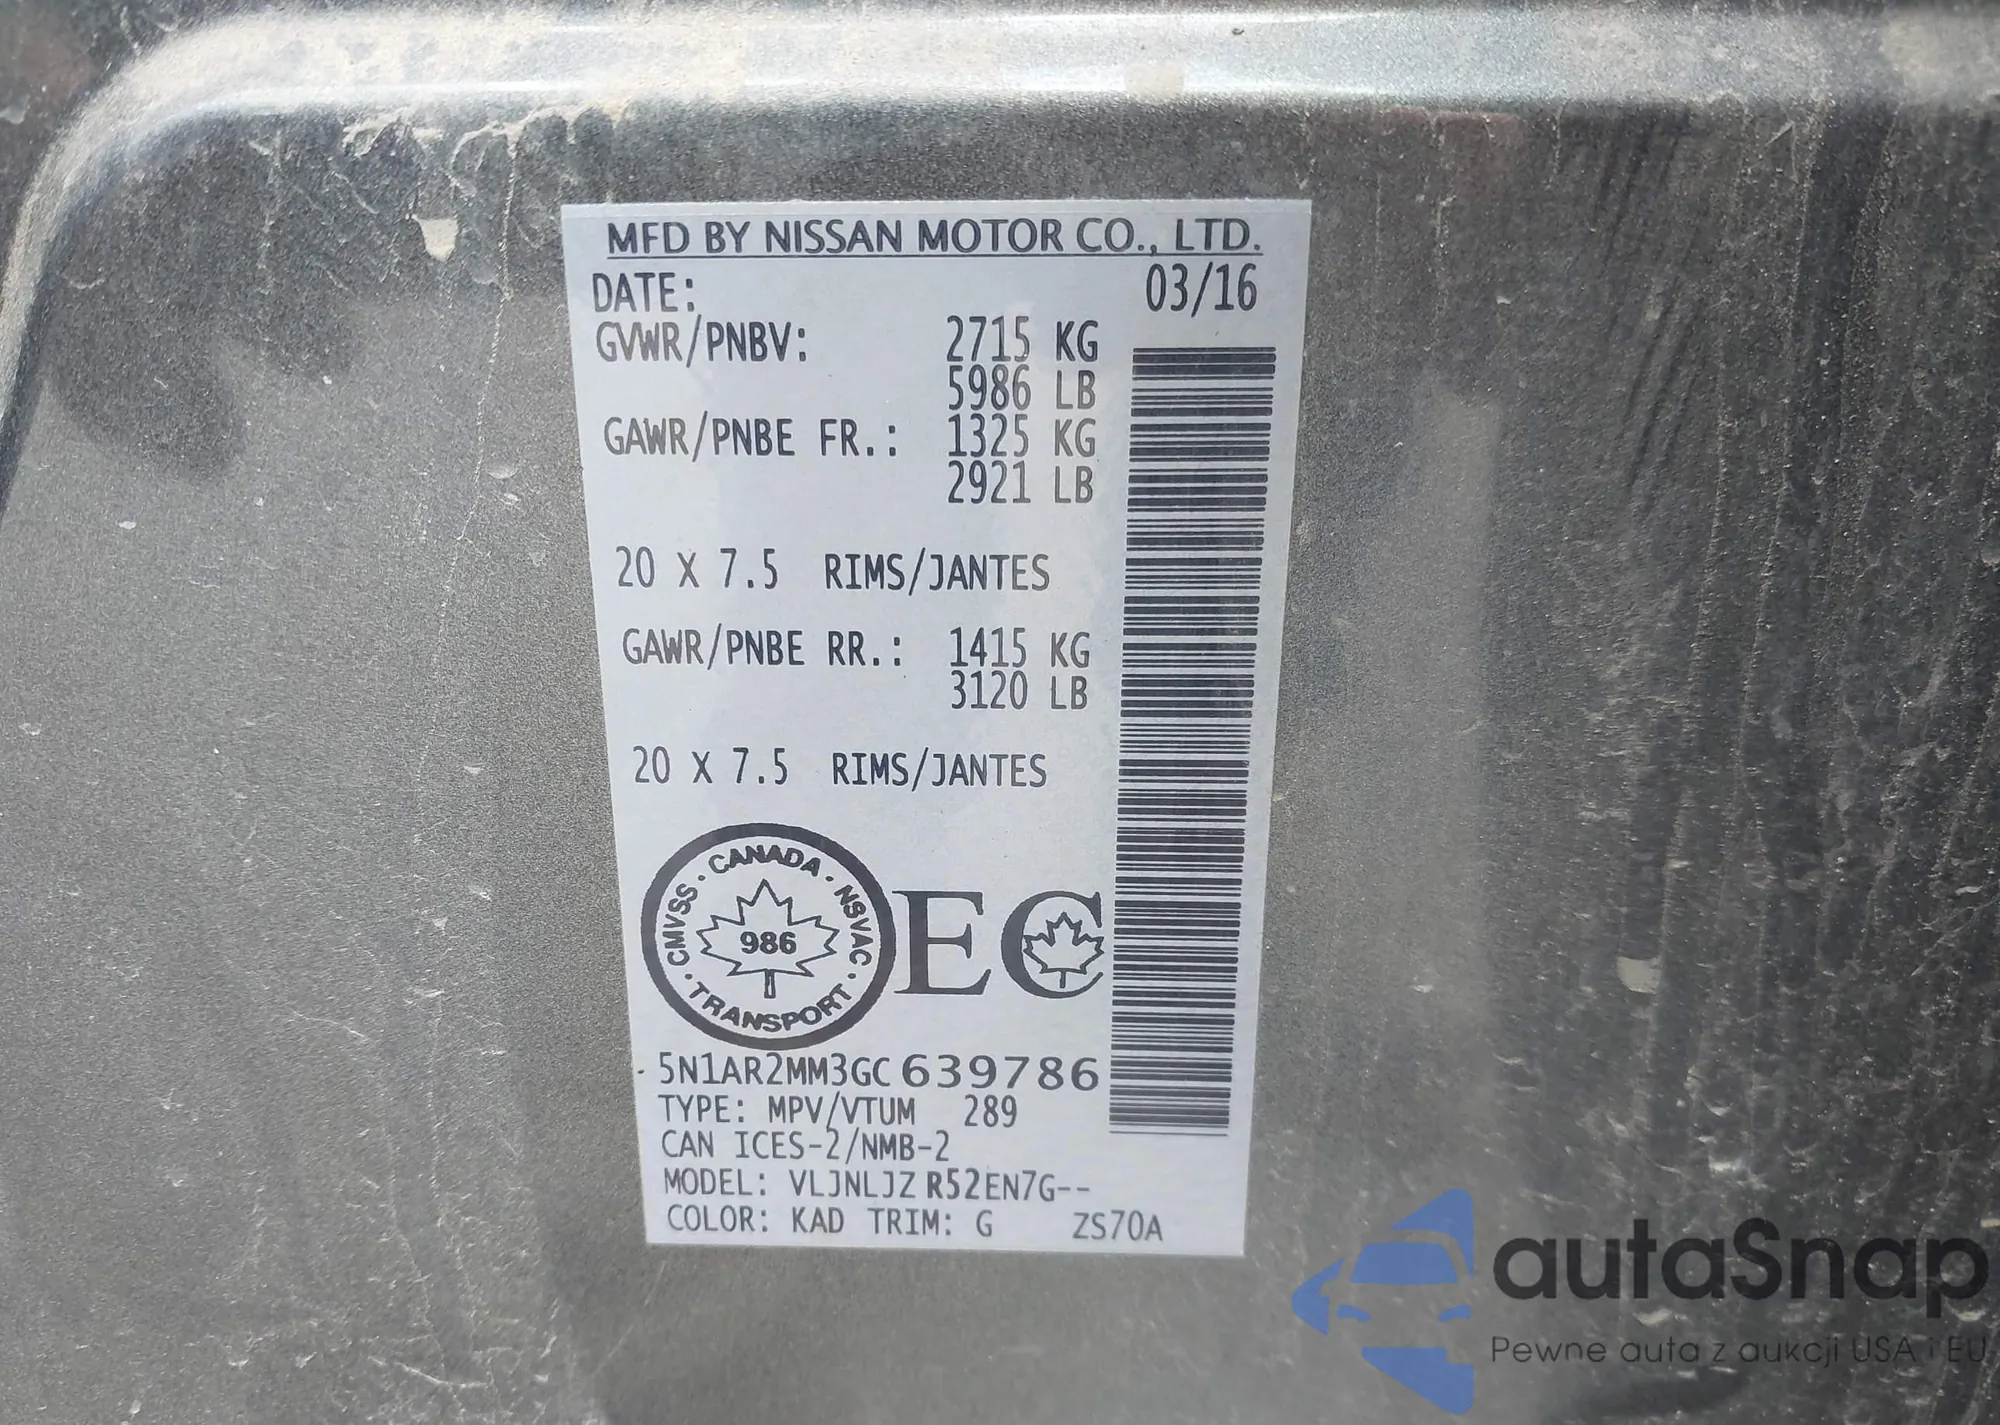 MFD BY NISSAN MOTOR CO., LTD.
DATE: 03/16
GVWR/PNBV: 2715 KG
5986 LB
GAWR/PNBE FR.: 1325 KG
2921 LB
20 X 7.5 RIMS/JANTES
GAWR/PNBE RR.: 1415 KG
3120 LB
20 X 7.5 RIMS/JANTES
CMVSS · CANADA · NSVAC · TRANSPORT
986
EC
5N1AR2MM3GC639786
TYPE: MPV/VTUM 289
CAN ICES-2/NMB-2
MODEL: VLJNLJZ R52EN7G--
COLOR: KAD TRIM: G ZS70A
autaSnap
Pewne auta z aukcji USA i EU